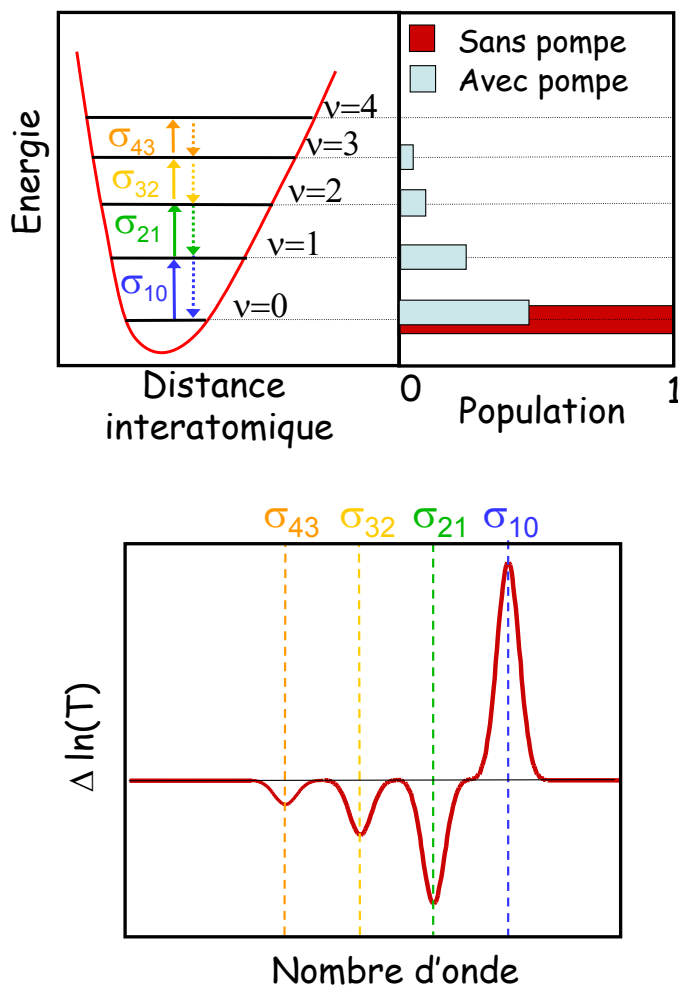 Sans pompe
Avec pompe
Energie
ν=4
ν=3
ν=2
ν=1
ν=0
σ43
σ32
σ21
σ10
Distance
interatomique
0
1
Population
σ43 σ32 σ21 σ10
Δ ln(T)
Nombre d'onde